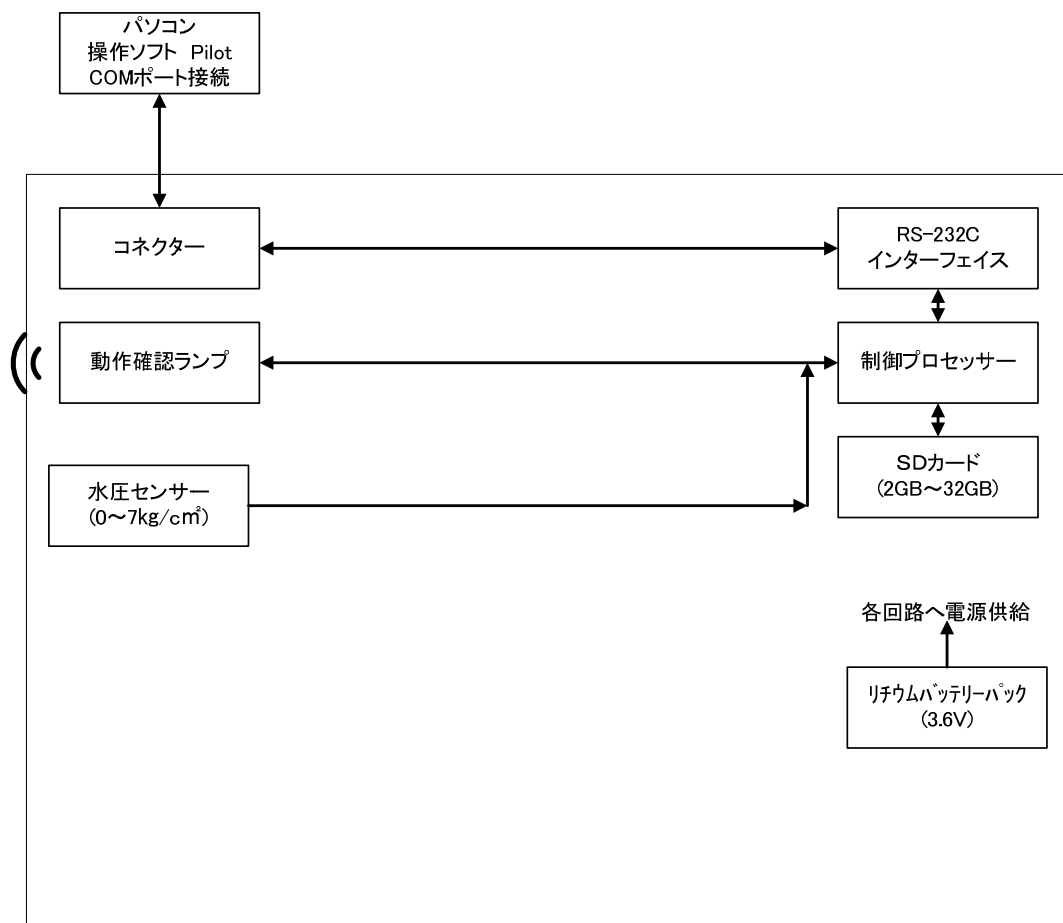 パソコン
操作ソフト Pilot
COMポート接続
コネクター
RS-232C
インターフェイス
動作確認ランプ
制御プロセッサー
水圧センサー
(0～7kg/c㎡)
SDカード
(2GB～32GB)
各回路へ電源供給
ﾘﾁｳﾑﾊﾞｯﾃﾘｰﾊﾟｯｸ
(3.6V)